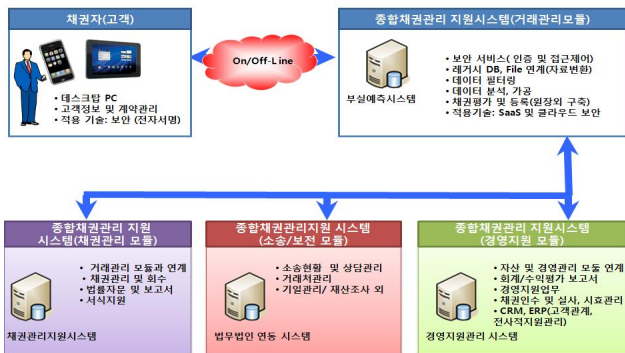 채권자(고객)
• 데스크탑 PC
• 고객정보 및 계약관리
• 적용 기술: 보안 (전자서명)
On/Off-Line
종합채권관리 지원시스템(거래관리모듈)
부실예측시스템
• 보안 서비스( 인증 및 접근제어)
• 레거시 DB, File 연계(자료변환)
• 데이터 필터링
• 데이터 분석, 가공
• 채권평가 및 등록(원장외 구축)
• 적용기술: SaaS 및 클라우드 보안
종합채권관리 지원
시스템(채권관리 모듈)
• 거래관리 모듈과 연계
• 채권관리 및 회수
• 법률자문 및 보고서
• 서식지원
채권관리지원시스템
종합채권관리지원 시스템
(소송/보전 모듈)
• 소송현황 및 상담관리
• 거래처관리
• 기일관리/ 재산조사 외
법무법인 연동 시스템
종합채권관리 지원시스템
(경영지원 모듈)
• 자산 및 경영관리 모듈 연계
• 회계/수익평가 보고서
• 경영지원업무
• 채권인수 및 실사, 시효관리
• CRM, ERP(고객관계,
전사적지원관리)
경영지원관리 시스템